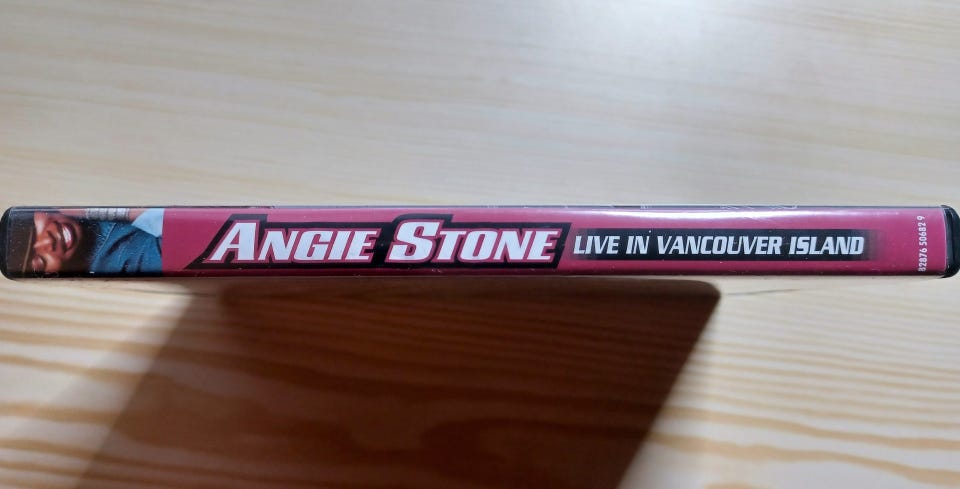 ANGIE STONE LIVE IN VANCOUVER ISLAND
82876 50682 9